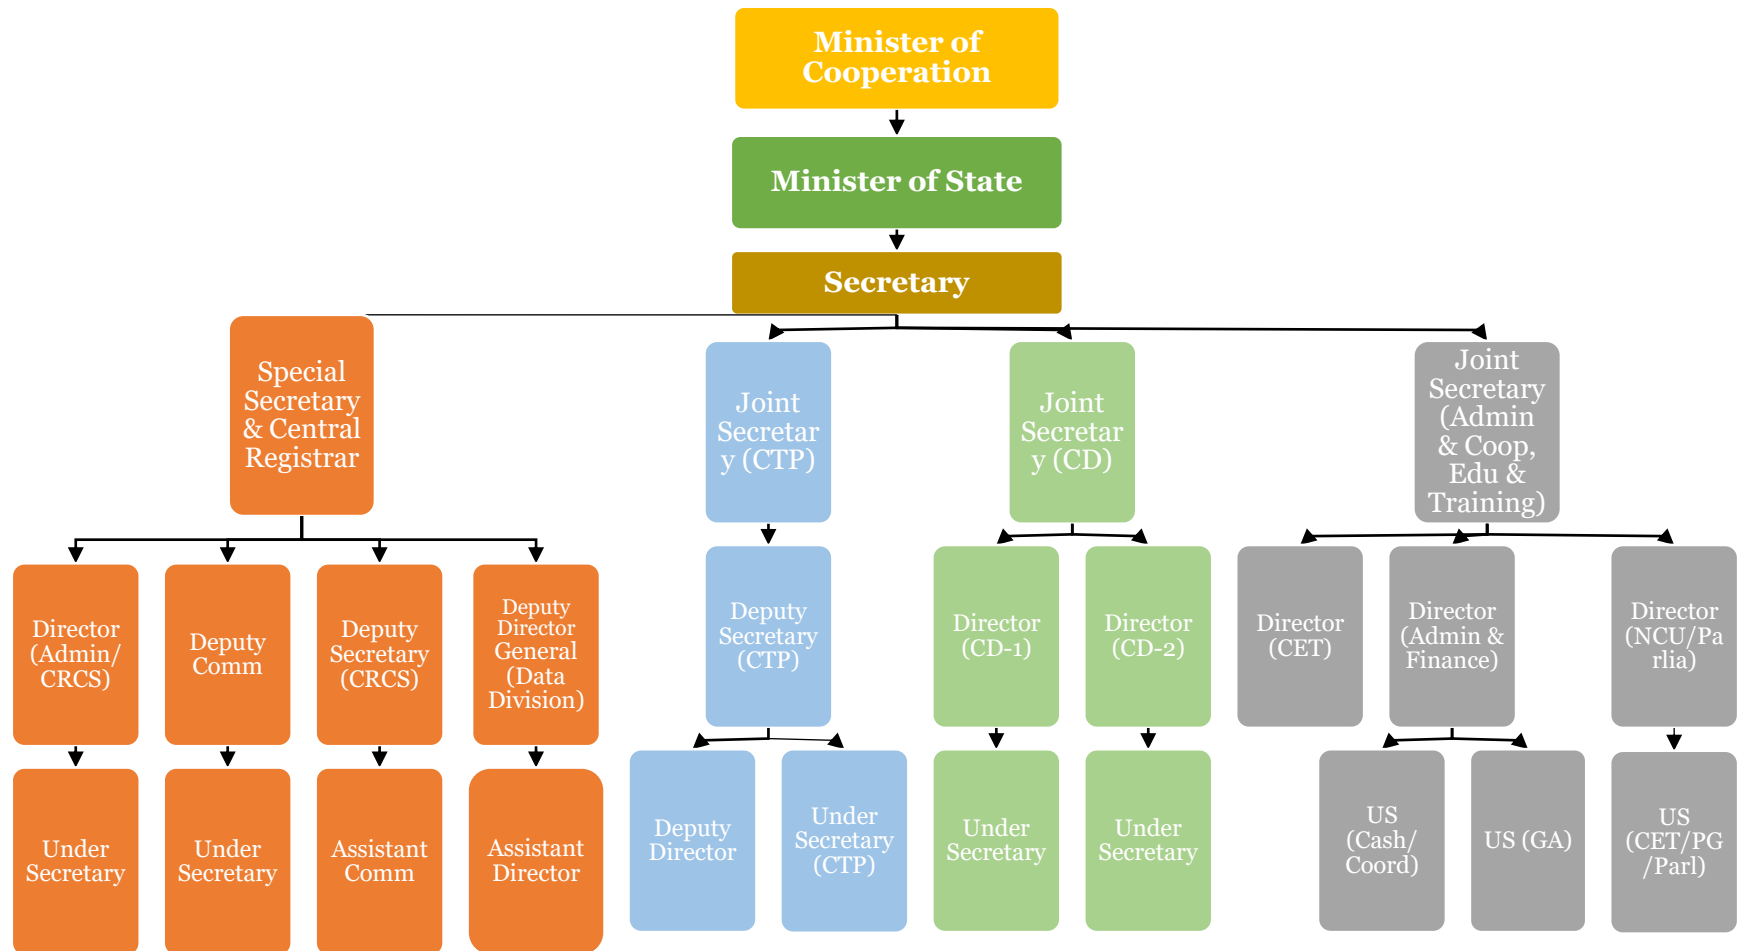 Minister of
Cooperation
Minister of State
Secretary
Special
Secretary
& Central
Registrar
Joint
Secretar
y (CTP)
Joint
Secretar
y (CD)
Joint
Secretary
(Admin
& Coop,
Edu &
Training)
Director
(Admin/
CRCS)
Deputy
Comm
Deputy
Secretary
(CRCS)
Deputy
Director
General
(Data
Division)
Deputy
Secretary
(CTP)
Director
(CD-1)
Director
(CD-2)
Director
(CET)
Director
(Admin &
Finance)
Director
(NCU/Pa
rlia)
Under
Secretary
Under
Secretary
Assistant
Comm
Assistant
Director
Deputy
Director
Under
Secretary
(CTP)
Under
Secretary
Under
Secretary
US
(Cash/
Coord)
US (GA)
US
(CET/PG
/Parl)